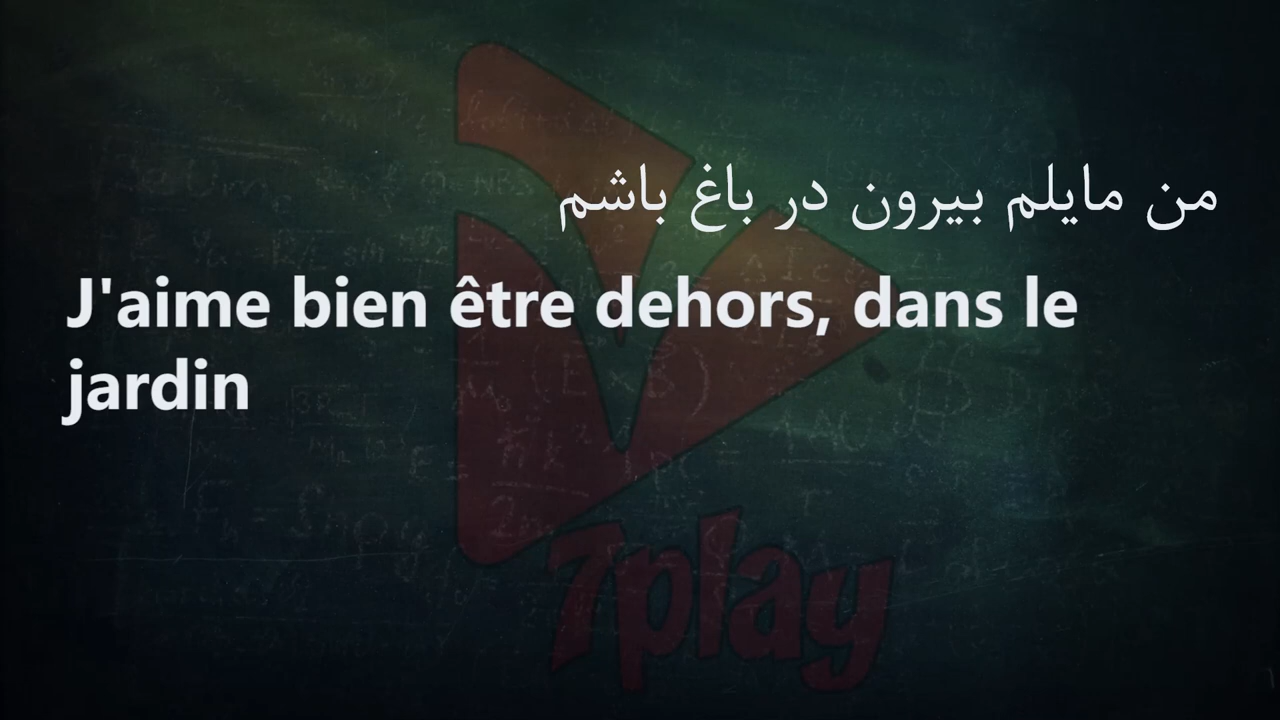 من مایلم بیرون در باغ باشم
J'aime bien être dehors, dans le
jardin
7play